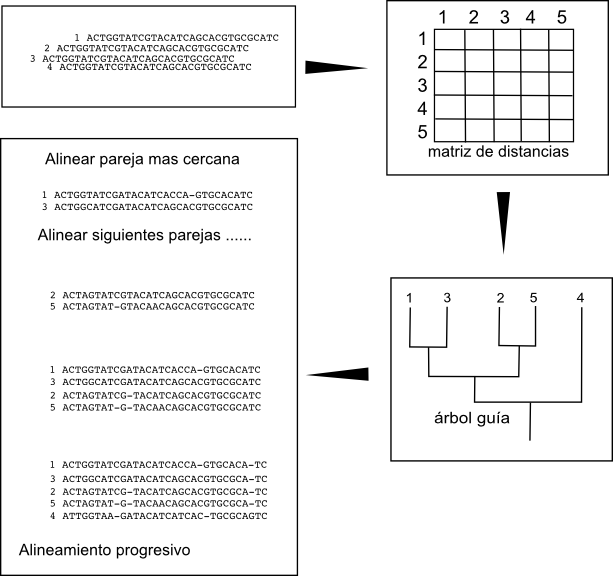 1 ACTGGTATCGTACATCAGCACGTGCGCATC
2 ACTGGTATCGTACATCAGCACGTGCGCATC
3 ACTGGTATCGTACATCAGCACGTGCGCATC
4 ACTGGTATCGTACATCAGCACGTGCGCATC
1 2 3 4 5
1
2
3
4
5
matriz de distancias
1 3 2 5 4
árbol guía
Alinear pareja mas cercana
1 ACTGGTATCGATACATCACCA-GTGCACATC
3 ACTGGCATCGATACATCAGCACGTGCGCATC
Alinear siguientes parejas ......
2 ACTAGTATCGTACATCAGCACGTGCGCATC
5 ACTAGTAT-GTACAACAGCACGTGCGCATC
1 ACTGGTATCGATACATCACCA-GTGCACATC
3 ACTGGCATCGATACATCAGCACGTGCGCATC
2 ACTAGTATCG-TACATCAGCACGTGCGCATC
5 ACTAGTAT-G-TACAACAGCACGTGCGCATC
1 ACTGGTATCGATACATCACCA-GTGCACA-TC
3 ACTGGCATCGATACATCAGCACGTGCGCA-TC
2 ACTAGTATCG-TACATCAGCACGTGCGCA-TC
5 ACTAGTAT-G-TACAACAGCACGTGCGCA-TC
4 ATTGGTAA-GATACATCATCAC-TGCGCAGTC
Alineamiento progresivo